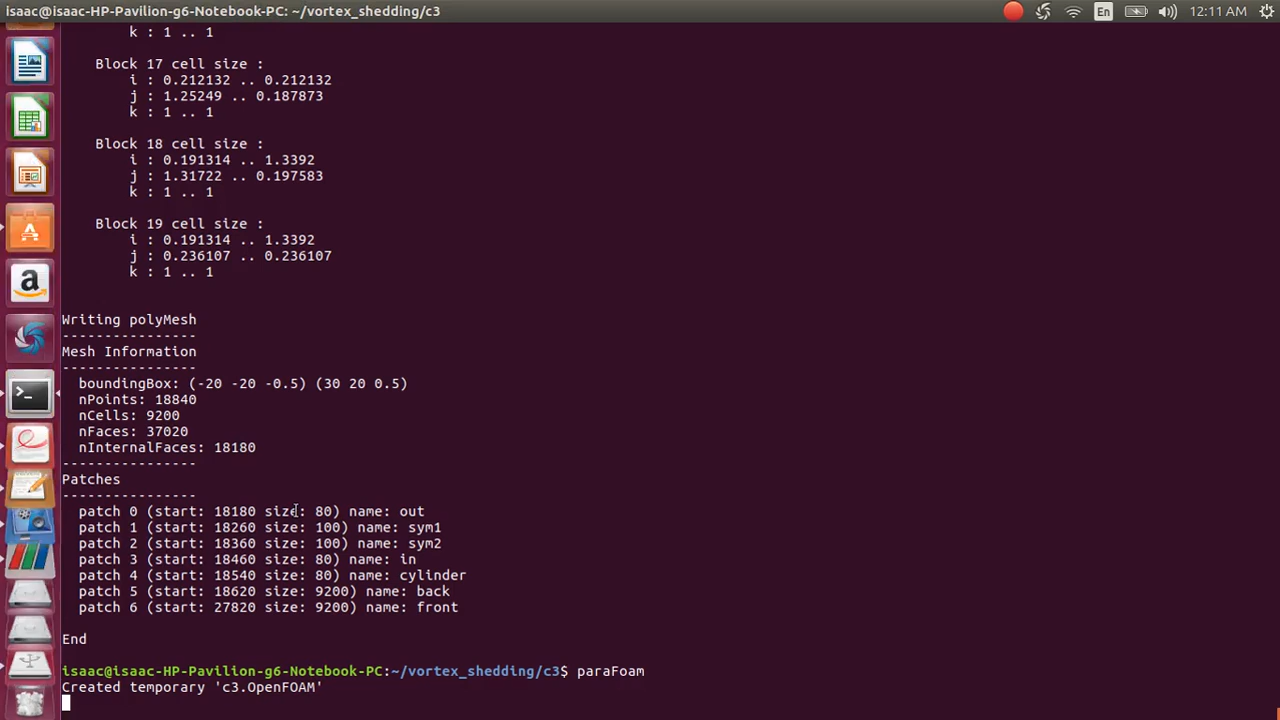 isaac@isaac-HP-Pavilion-g6-Notebook-PC: ~/vortex_shedding/c3
En
12:11 AM
k : 1 .. 1
Block 17 cell size :
i : 0.212132 .. 0.212132
j : 1.25249 .. 0.187873
k : 1 .. 1
Block 18 cell size :
i : 0.191314 .. 1.3392
j : 1.31722 .. 0.197583
k : 1 .. 1
Block 19 cell size :
i : 0.191314 .. 1.3392
j : 0.236107 .. 0.236107
k : 1 .. 1
Writing polyMesh
----------------
Mesh Information
----------------
boundingBox: (-20 -20 -0.5) (30 20 0.5)
nPoints: 18840
nCells: 9200
nFaces: 37020
nInternalFaces: 18180
----------------
Patches
----------------
patch 0 (start: 18180 size: 80) name: out
patch 1 (start: 18260 size: 100) name: sym1
patch 2 (start: 18360 size: 100) name: sym2
patch 3 (start: 18460 size: 80) name: in
patch 4 (start: 18540 size: 80) name: cylinder
patch 5 (start: 18620 size: 9200) name: back
patch 6 (start: 27820 size: 9200) name: front
End
isaac@isaac-HP-Pavilion-g6-Notebook-PC:~/vortex_shedding/c3$ paraFoam
Created temporary 'c3.OpenFOAM'